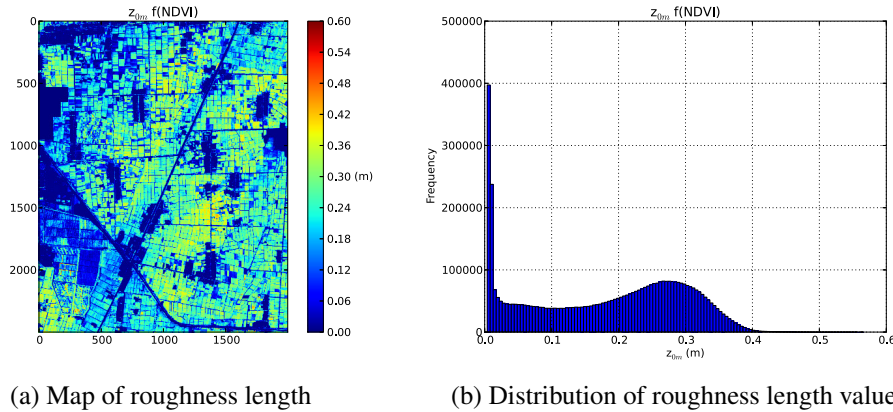 z0m f(NDVI)
0
500
1000
1500
2000
0 500 1000 1500
0.60
0.54
0.48
0.42
0.36
0.30 (m)
0.24
0.18
0.12
0.06
0.00
(a) Map of roughness length
z0m f(NDVI)
500000
400000
300000
200000
100000
0
Frequency
0.0 0.1 0.2 0.3 0.4 0.5 0.6
z0m (m)
(b) Distribution of roughness length value